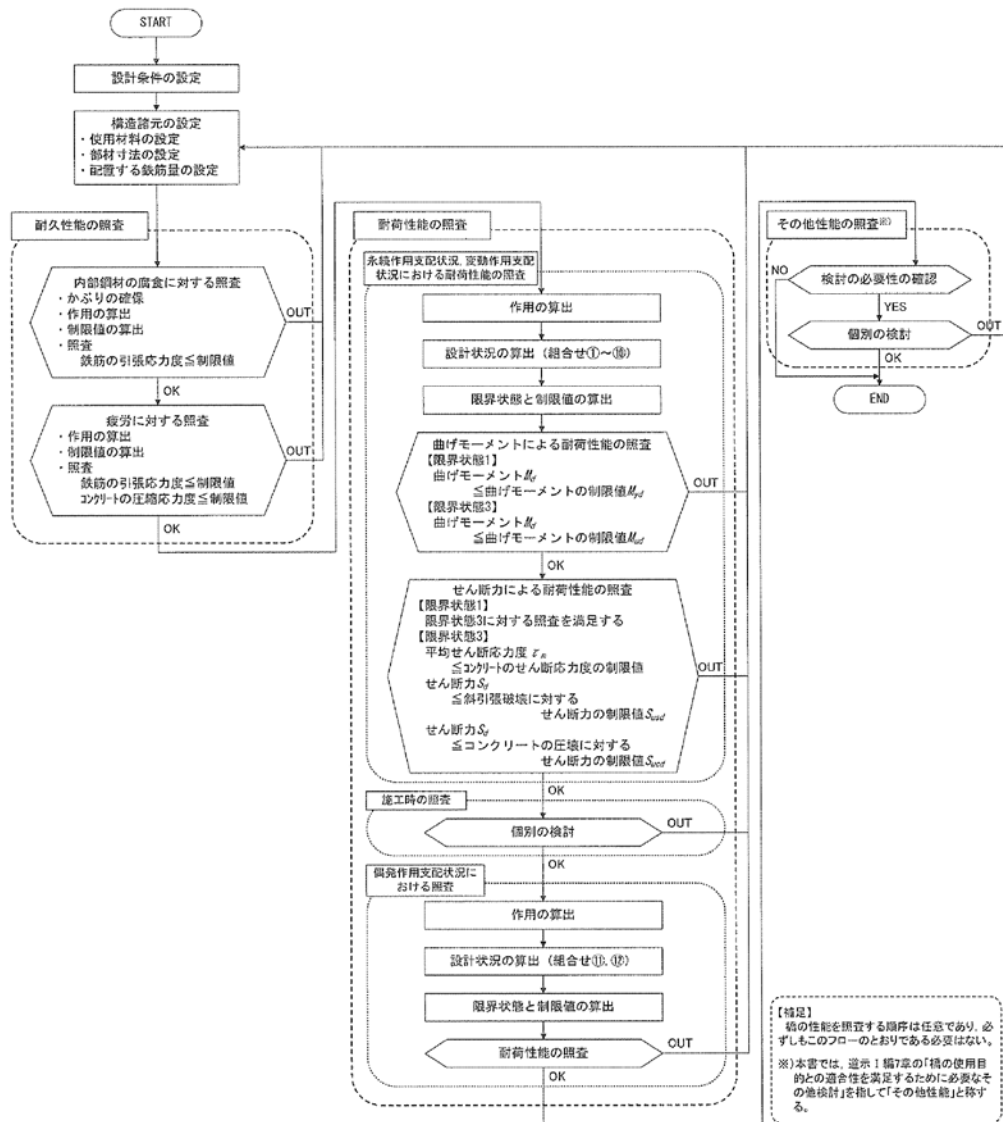 START
設計条件の設定
構造諸元の設定
・使用材料の設定
・部材寸法の設定
・配置する鉄筋量の設定
耐久性能の照査
内部鋼材の腐食に対する照査
・かぶりの確保
・作用の算出
・制限値の算出
・照査
鉄筋の引張応力度≦制限値
OUT
OK
疲労に対する照査
・作用の算出
・制限値の算出
・照査
鉄筋の引張応力度≦制限値
コンクリートの圧縮応力度≦制限値
OUT
OK
耐荷性能の照査
永続作用支配状況，変動作用支配
状況における耐荷性能の照査
作用の算出
設計状況の算出（組合せ①～⑩）
限界状態と制限値の算出
曲げモーメントによる耐荷性能の照査
【限界状態1】
曲げモーメントMd
≦曲げモーメントの制限値Myd
【限界状態3】
曲げモーメントMd
≦曲げモーメントの制限値Mud
OUT
OK
せん断力による耐荷性能の照査
【限界状態1】
限界状態3に対する照査を満足する
【限界状態3】
平均せん断応力度τm
≦コンクリートのせん断応力度の制限値
せん断力Sd
≦斜引張破壊に対する
せん断力の制限値Susd
せん断力Sd
≦コンクリートの圧壊に対する
せん断力の制限値Sucd
OUT
OK
施工時の照査
個別の検討
OUT
OK
偶発作用支配状況に
おける照査
作用の算出
設計状況の算出（組合せ⑪，⑫）
限界状態と制限値の算出
耐荷性能の照査
OUT
OK
その他性能の照査※）
検討の必要性の確認
NO
YES
個別の検討
OUT
OK
END
【補足】
橋の性能を照査する順序は任意であり，必
ずしもこのフローのとおりである必要はない。
※）本書では，道示Ⅰ編7章の「橋の使用目
的との適合性を満足するために必要なそ
の他検討」を指して「その他性能」と称す
る。